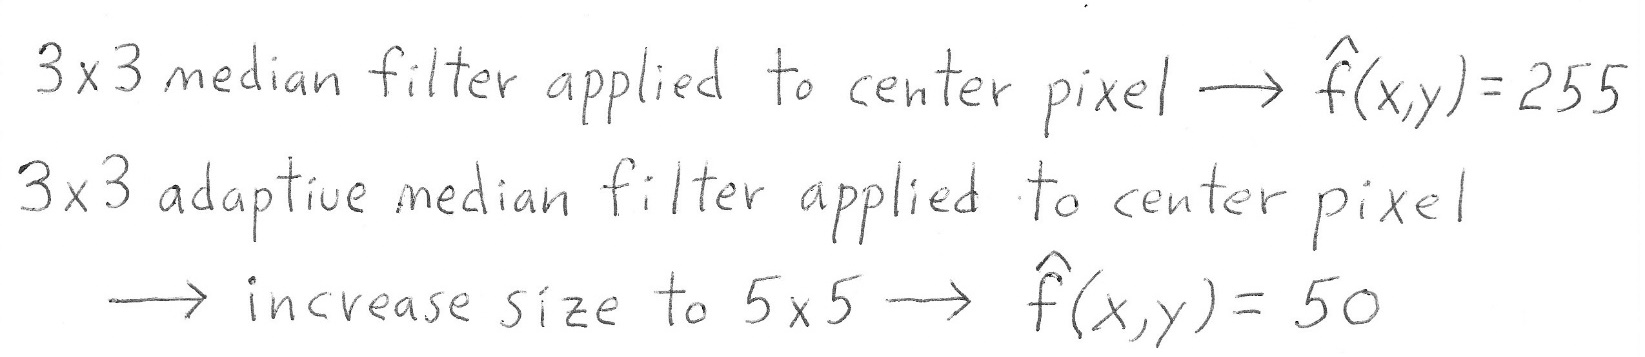 3x3 median filter applied to center pixel → f̂(x,y) = 255
3x3 adaptive median filter applied to center pixel
→ increase size to 5x5 → f̂(x,y) = 50